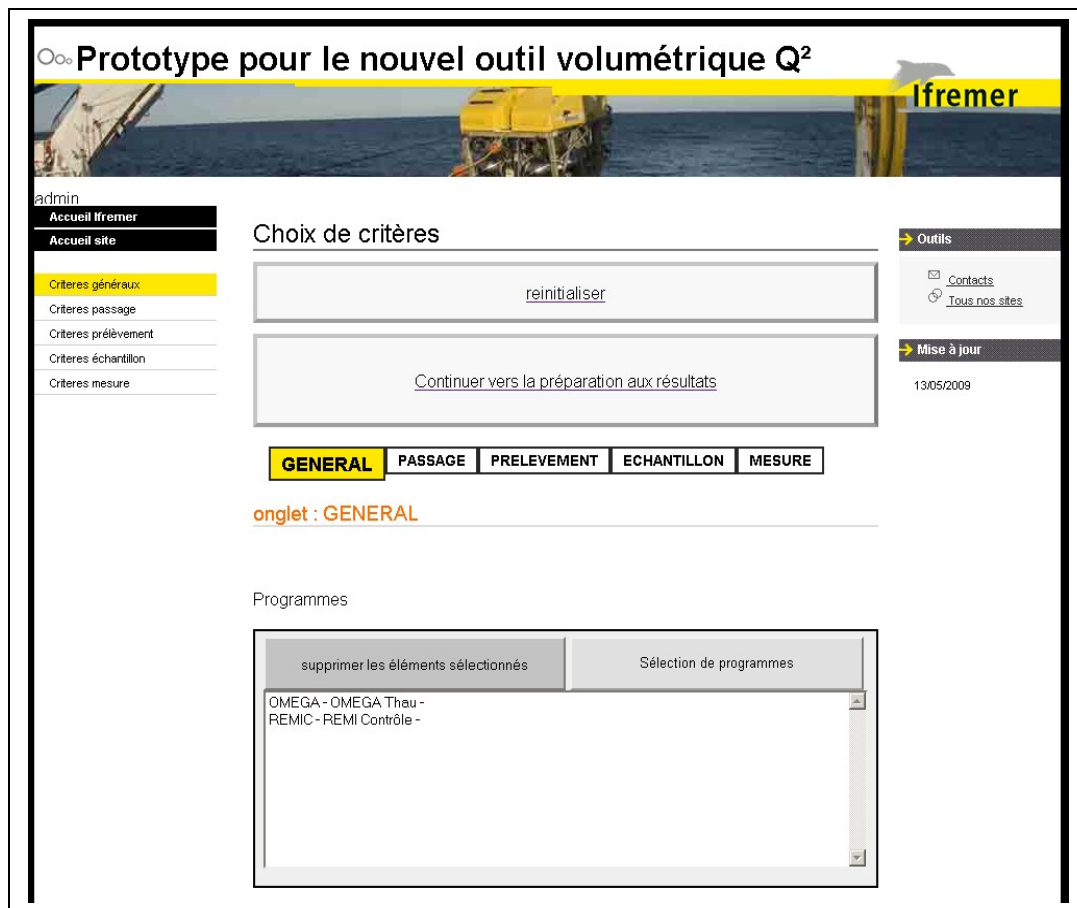 Prototype pour le nouvel outil volumétrique Q²
Ifremer
admin
Accueil Ifremer
Accueil site
Criteres généraux
Criteres passage
Criteres prélèvement
Criteres échantillon
Criteres mesure
Choix de critères
reinitialiser
Continuer vers la préparation aux résultats
GENERAL PASSAGE PRELEVEMENT ECHANTILLON MESURE
onglet : GENERAL
Programmes
supprimer les éléments sélectionnés
Sélection de programmes
OMEGA - OMEGA Thau -
REMIC - REMI Contrôle -
Outils
Contacts
Tous nos sites
Mise à jour
13/05/2009